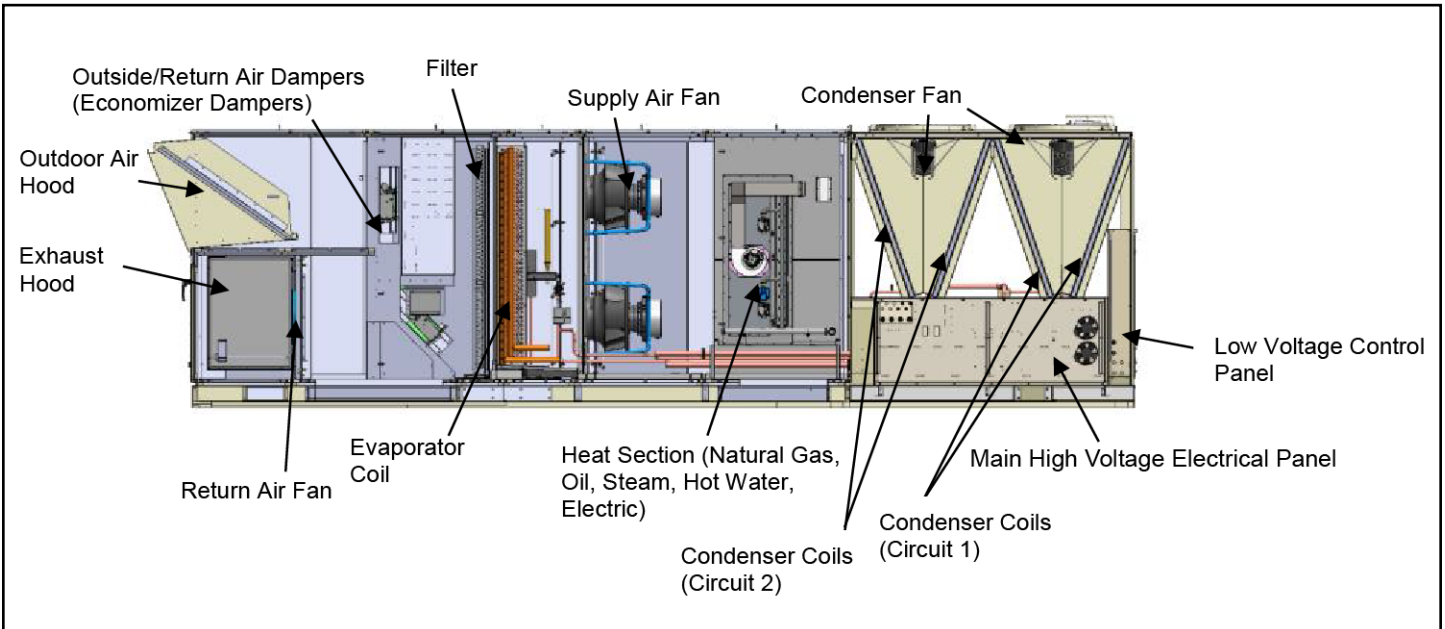 Outside/Return Air Dampers
(Economizer Dampers)
Filter
Supply Air Fan
Condenser Fan
Outdoor Air
Hood
Exhaust
Hood
Low Voltage Control
Panel
Return Air Fan
Evaporator
Coil
Heat Section (Natural Gas,
Oil, Steam, Hot Water,
Electric)
Main High Voltage Electrical Panel
Condenser Coils
(Circuit 2)
Condenser Coils
(Circuit 1)